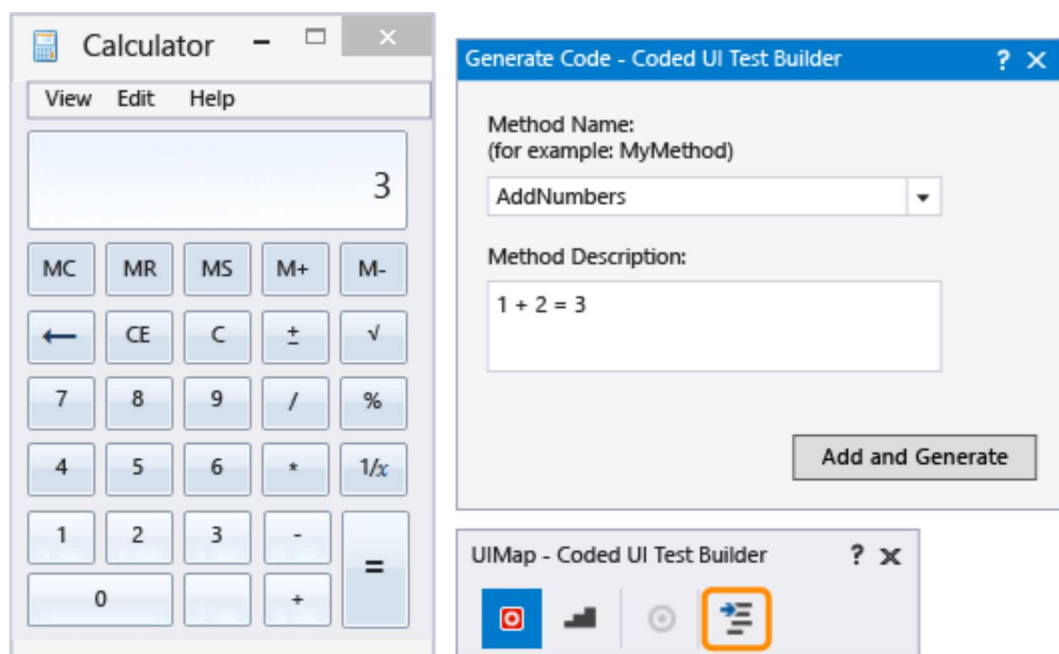 Calculator
View Edit Help
3
MC MR MS M+ M-
← CE C ± √
7 8 9 / %
4 5 6 * 1/x
1 2 3 - =
0 +
Generate Code - Coded UI Test Builder ?
Method Name:
(for example: MyMethod)
AddNumbers
Method Description:
1 + 2 = 3
Add and Generate
UIMap - Coded UI Test Builder ?